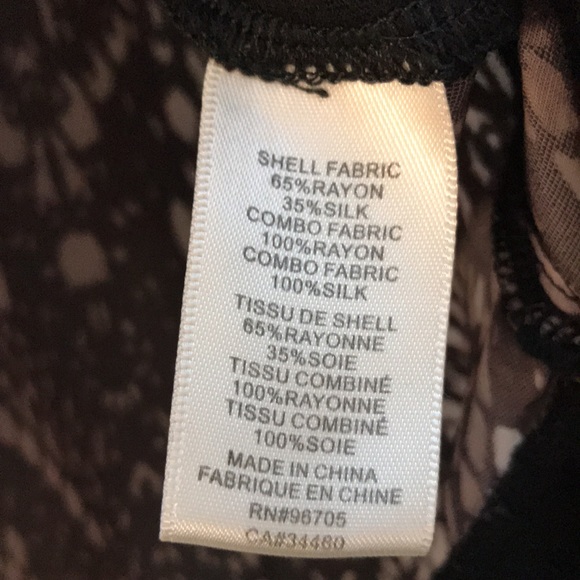 SHELL FABRIC
65%RAYON
35%SILK
COMBO FABRIC
100%RAYON
COMBO FABRIC
100%SILK
TISSU DE SHELL
65%RAYONNE
35%SOIE
TISSU COMBINÉ
100%RAYONNE
TISSU COMBINÉ
100%SOIE
MADE IN CHINA
FABRIQUE EN CHINE
RN#96705
CA#34460